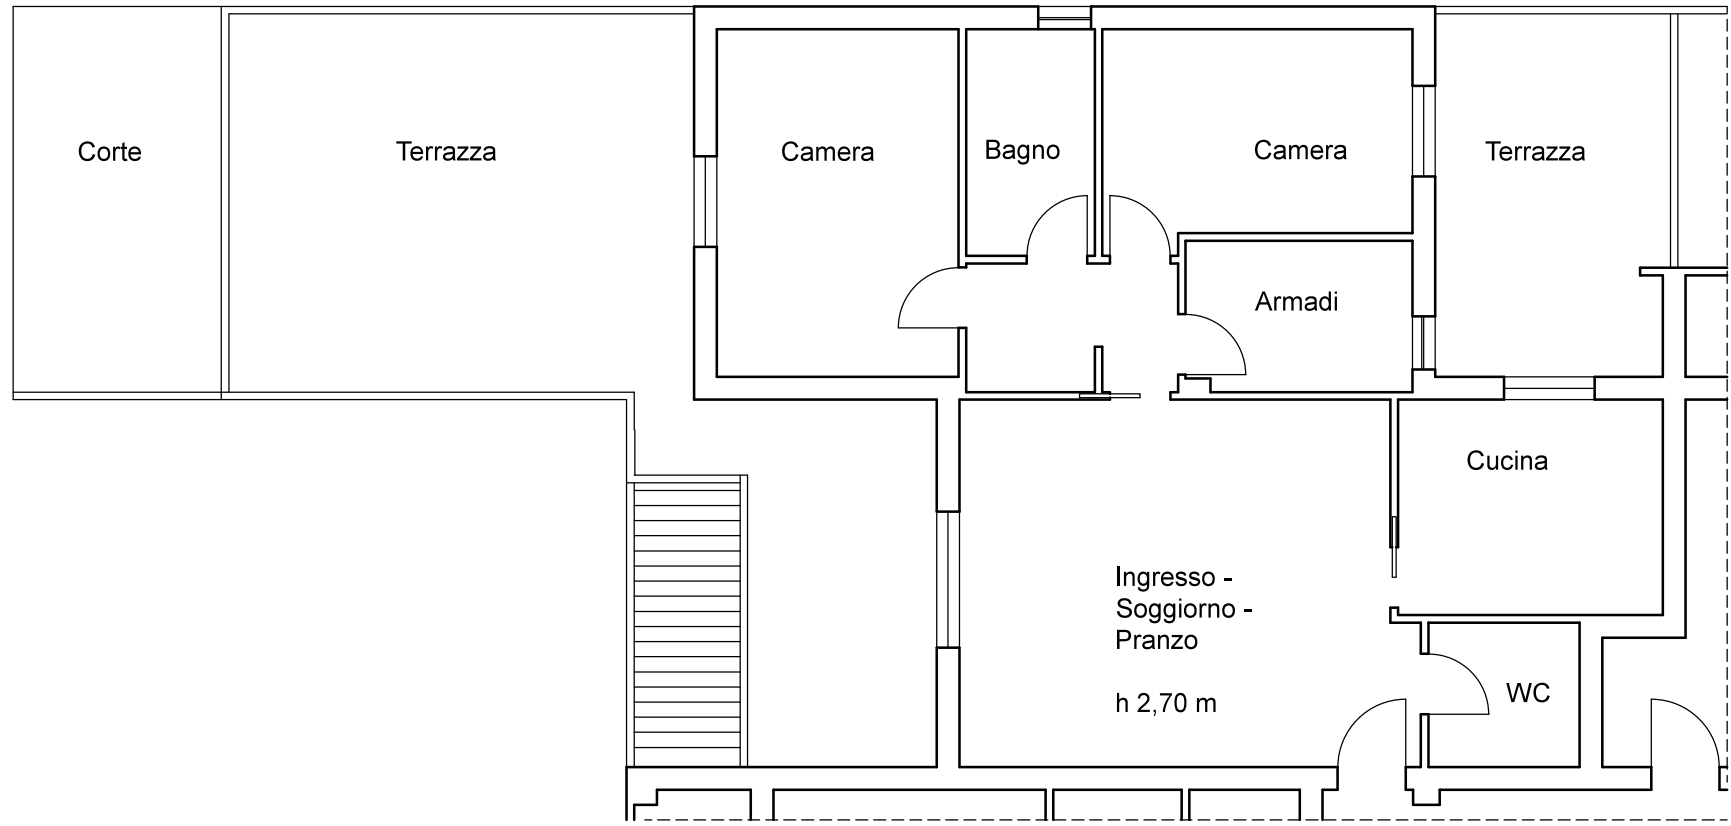 Corte
Terrazza
Camera
Bagno
Camera
Terrazza
Armadi
Cucina
Ingresso -
Soggiorno -
Pranzo
h 2,70 m
WC